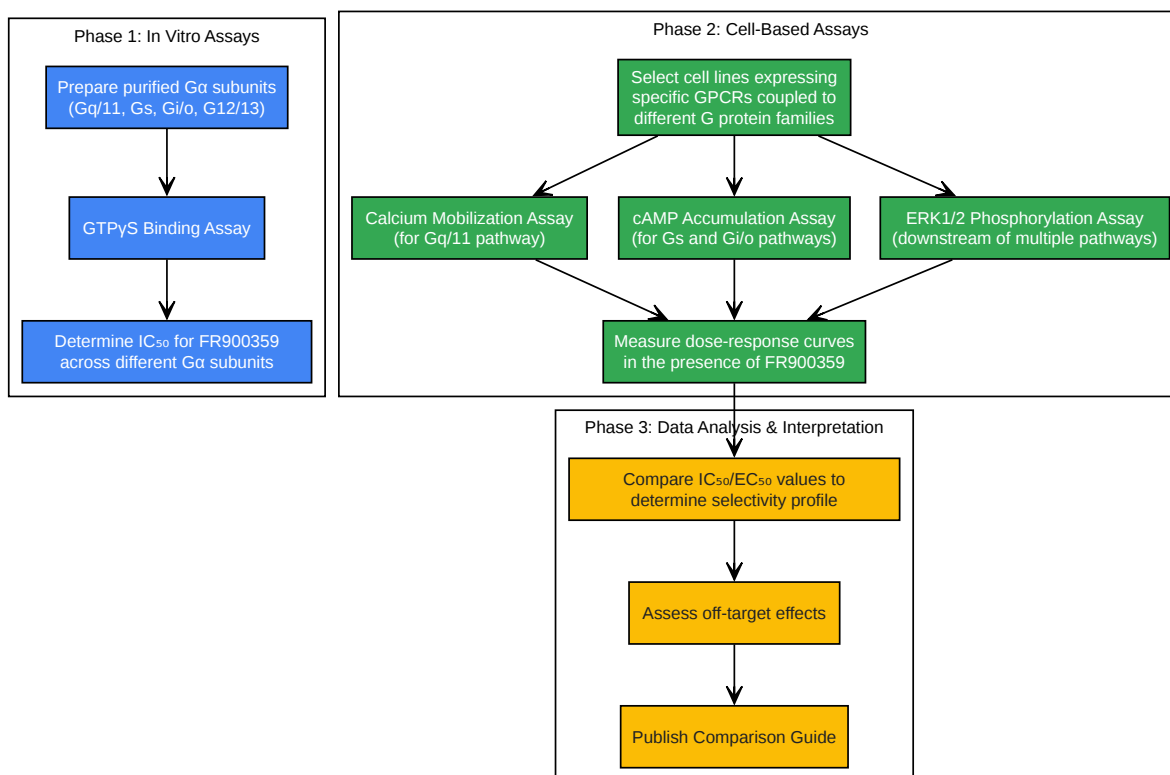 Phase 1: In Vitro Assays
Prepare purified Gα subunits
(Gq/11, Gs, Gi/o, G12/13)
GTPγS Binding Assay
Determine IC₅₀ for FR900359
across different Gα subunits
Phase 2: Cell-Based Assays
Select cell lines expressing
specific GPCRs coupled to
different G protein families
Calcium Mobilization Assay
(for Gq/11 pathway)
cAMP Accumulation Assay
(for Gs and Gi/o pathways)
ERK1/2 Phosphorylation Assay
(downstream of multiple pathways)
Measure dose-response curves
in the presence of FR900359
Phase 3: Data Analysis & Interpretation
Compare IC₅₀/EC₅₀ values to
determine selectivity profile
Assess off-target effects
Publish Comparison Guide